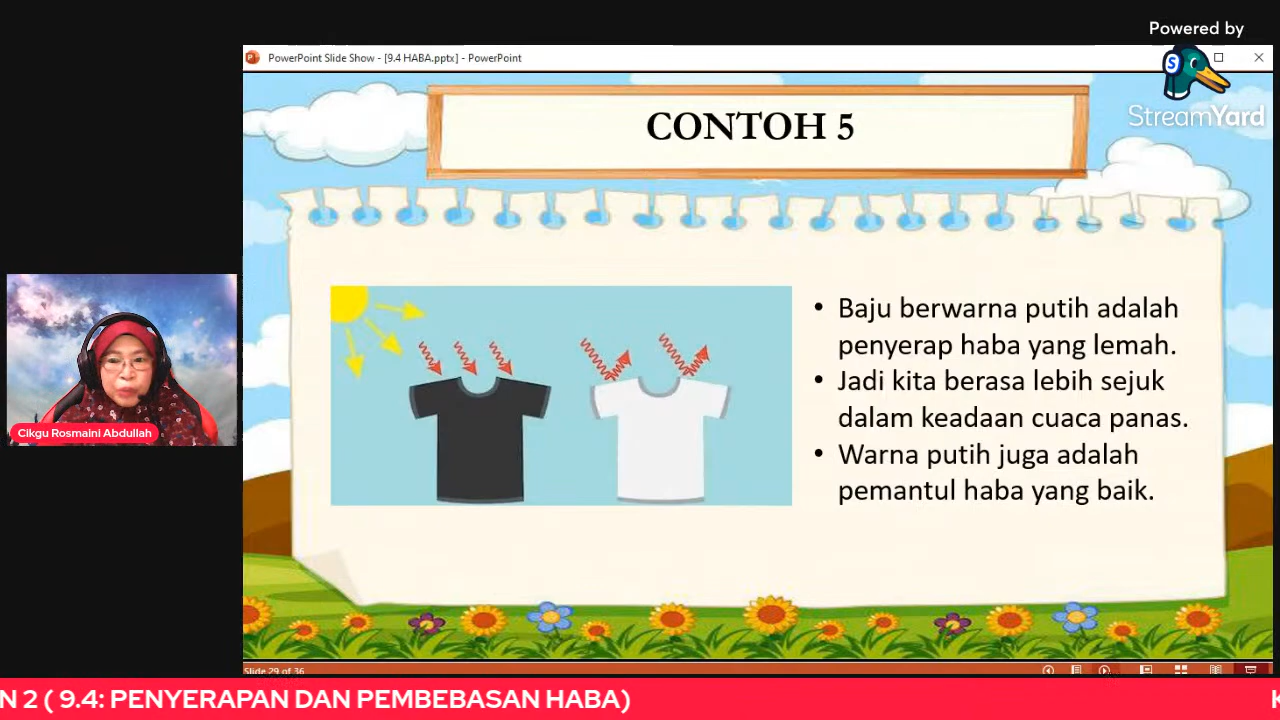 Powered by
PowerPoint Slide Show - [9.4 HABA.pptx] - PowerPoint
S
StreamYard
CONTOH 5
• Baju berwarna putih adalah
penyerap haba yang lemah.
• Jadi kita berasa lebih sejuk
dalam keadaan cuaca panas.
• Warna putih juga adalah
pemantul haba yang baik.
Cikgu Rosmaini Abdullah
Slide 29 of 36
N 2 ( 9.4: PENYERAPAN DAN PEMBEBASAN HABA)
K